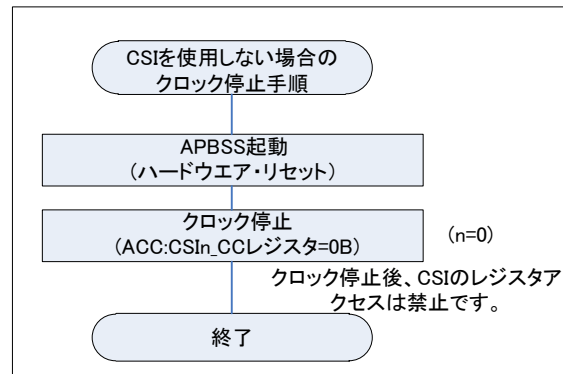 CSIを使用しない場合の
クロック停止手順
APBSS起動
(ハードウエア・リセット)
クロック停止
(ACC:CSIn_CCレジスタ=0B)
(n=0)
クロック停止後、CSIのレジスタア
クセスは禁止です。
終了